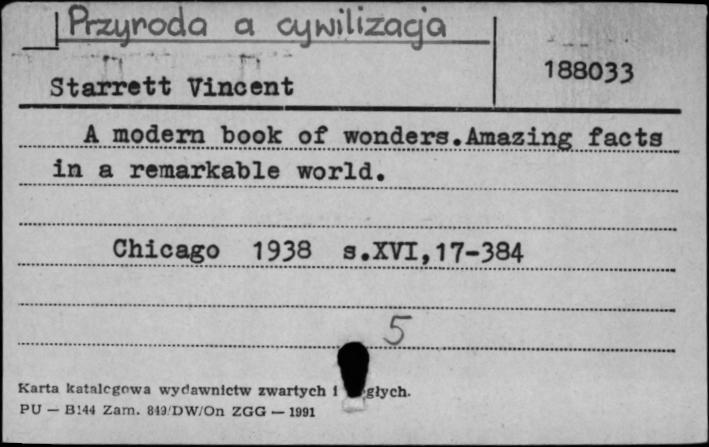 Przyroda a cywilizacja
188033
Starrett Vincent
A modern book of wonders.Amazing facts
in a remarkable world.
Chicago 1938 s.XVI,17-384
5
Karta katalogowa wydawnictw zwartych i głych.
PU — B144 Zam. 849/DW/On ZGG — 1991